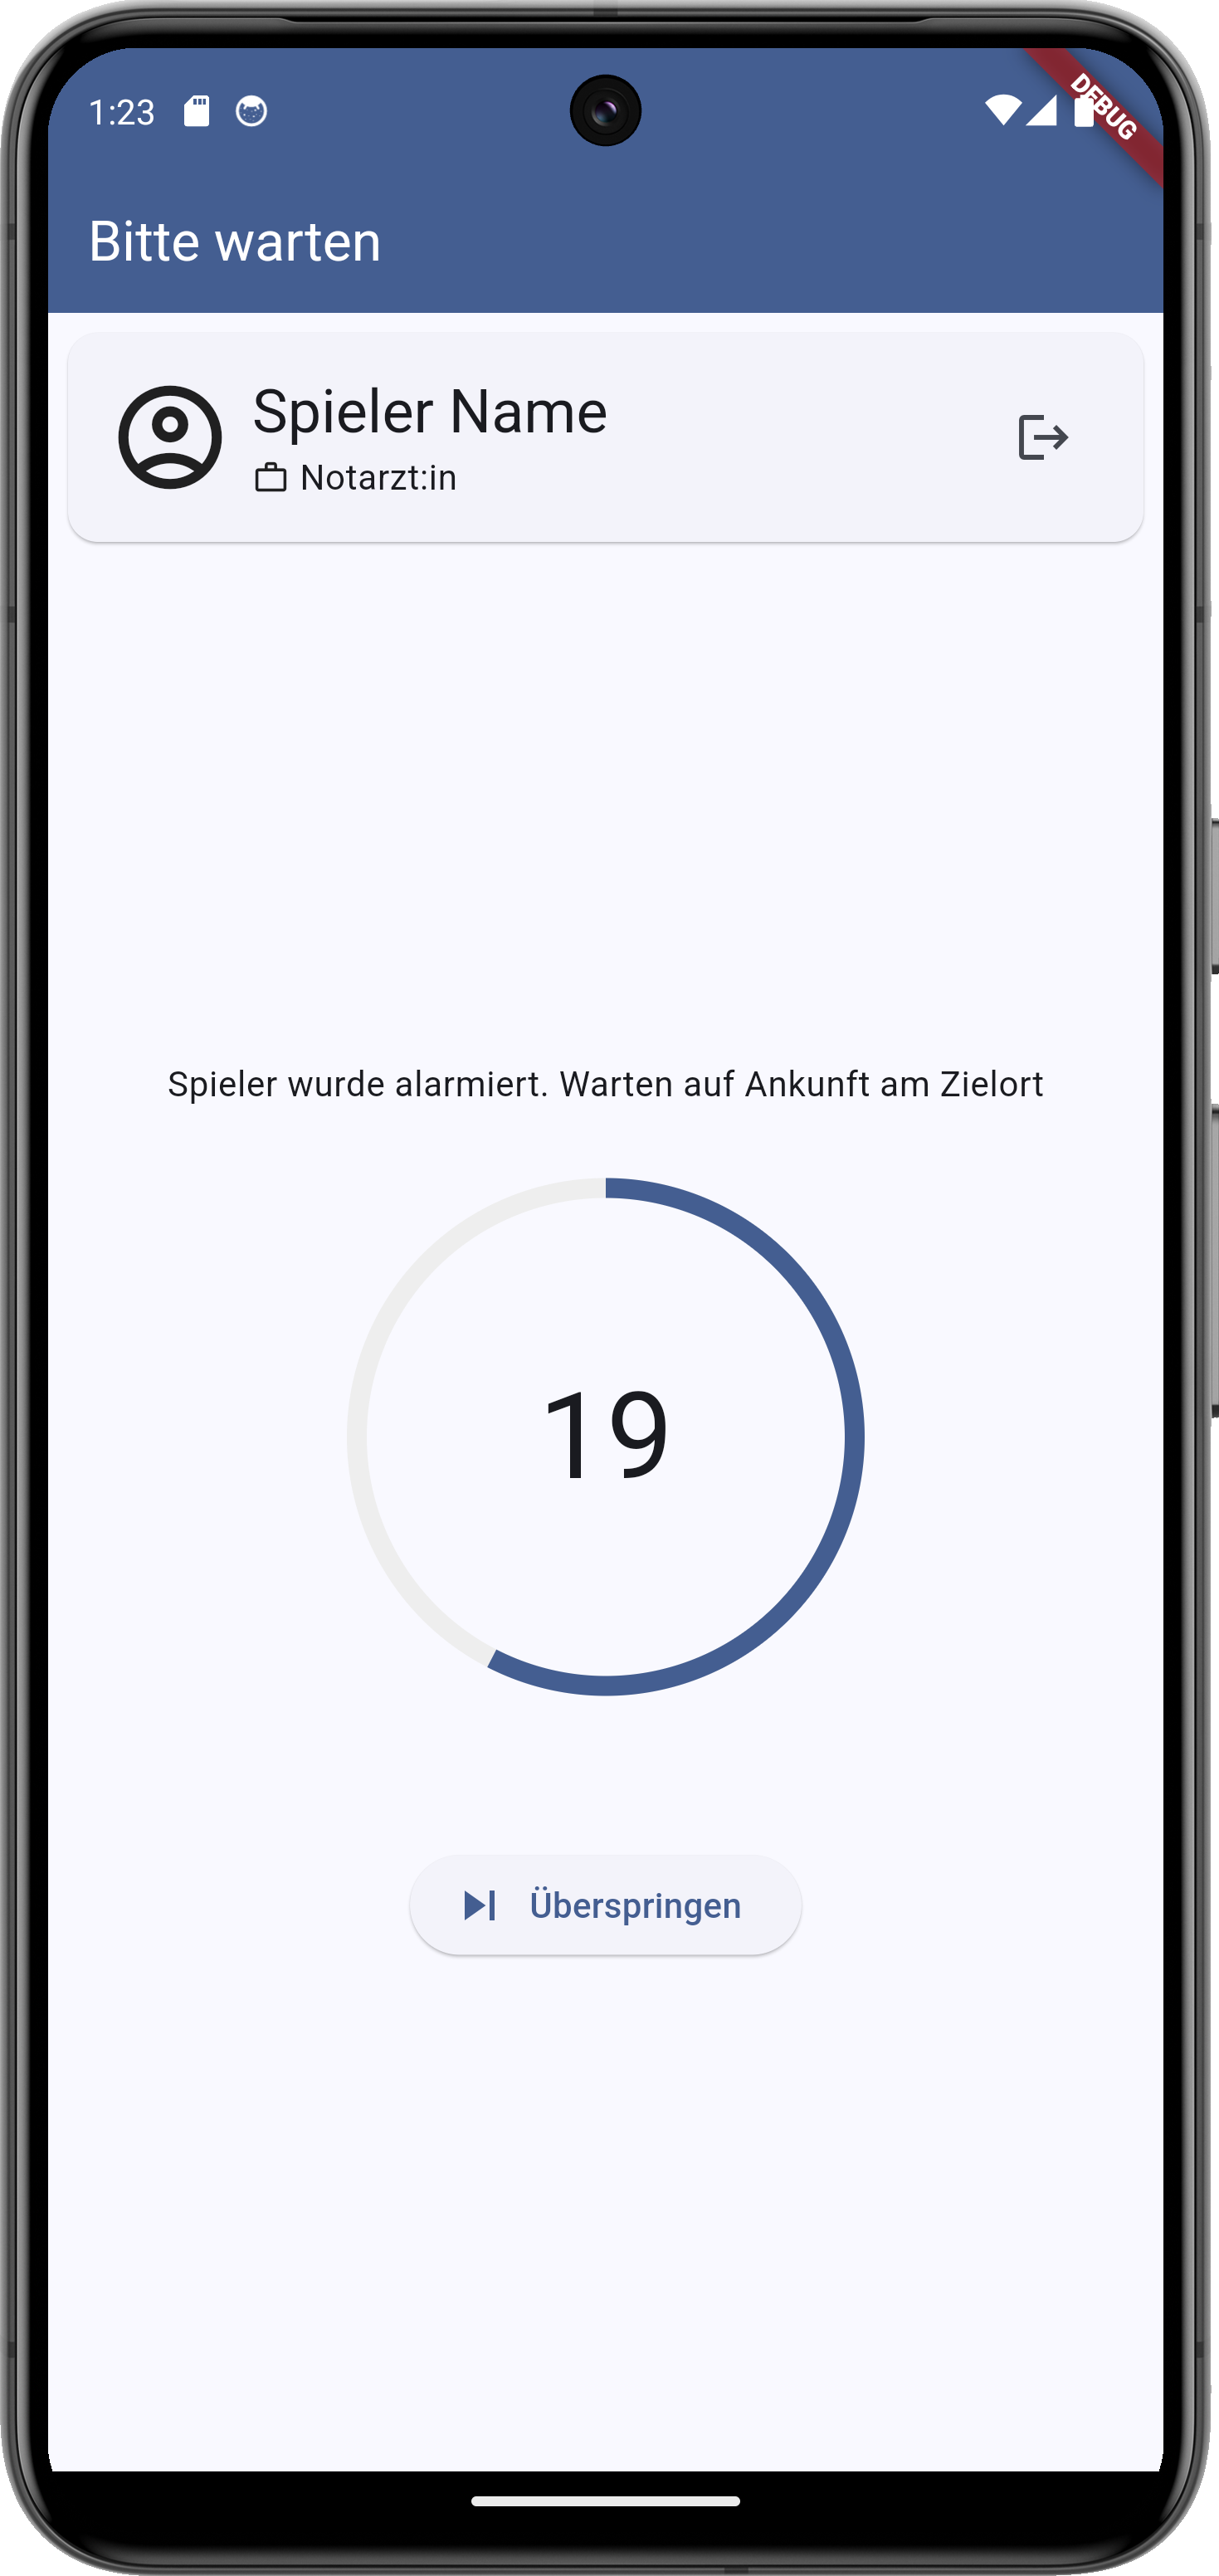 1:23
DEBUG
Bitte warten
Spieler Name
Notarzt:in
Spieler wurde alarmiert. Warten auf Ankunft am Zielort
19
Überspringen